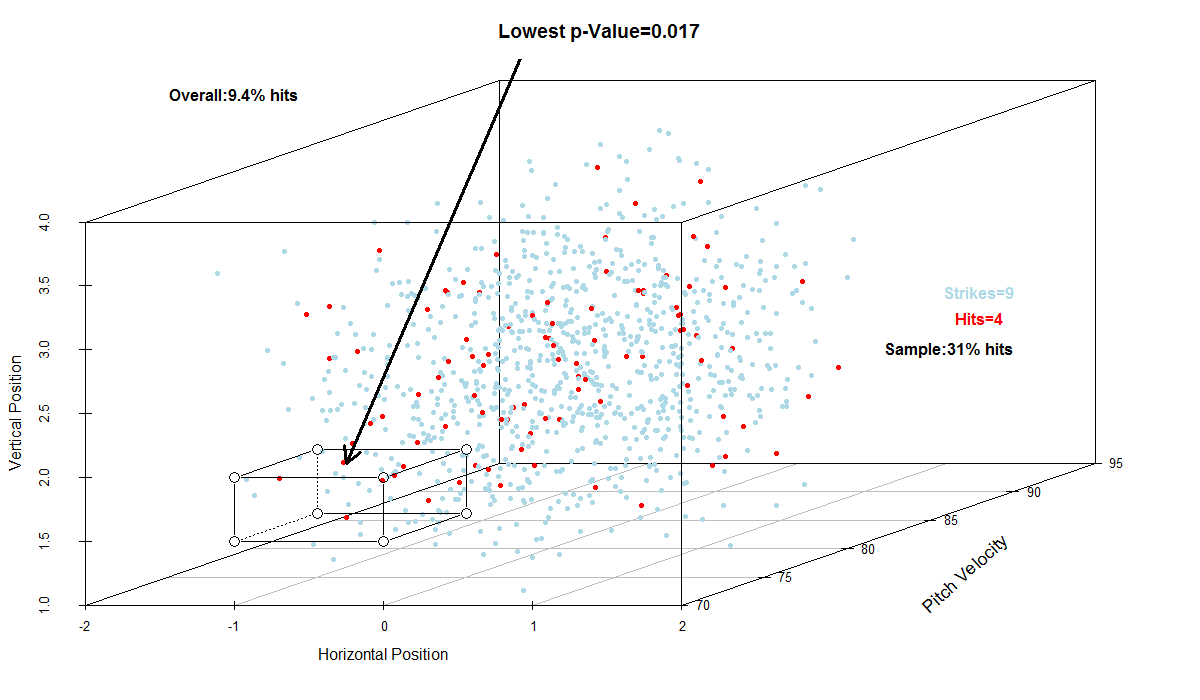 Lowest p-Value=0.017
Overall:9.4% hits
Strikes=9
Hits=4
Sample:31% hits
Vertical Position
4.0
3.5
3.0
2.5
2.0
1.5
1.0
-2
-1
0
1
2
Horizontal Position
70
75
80
85
90
95
Pitch Velocity